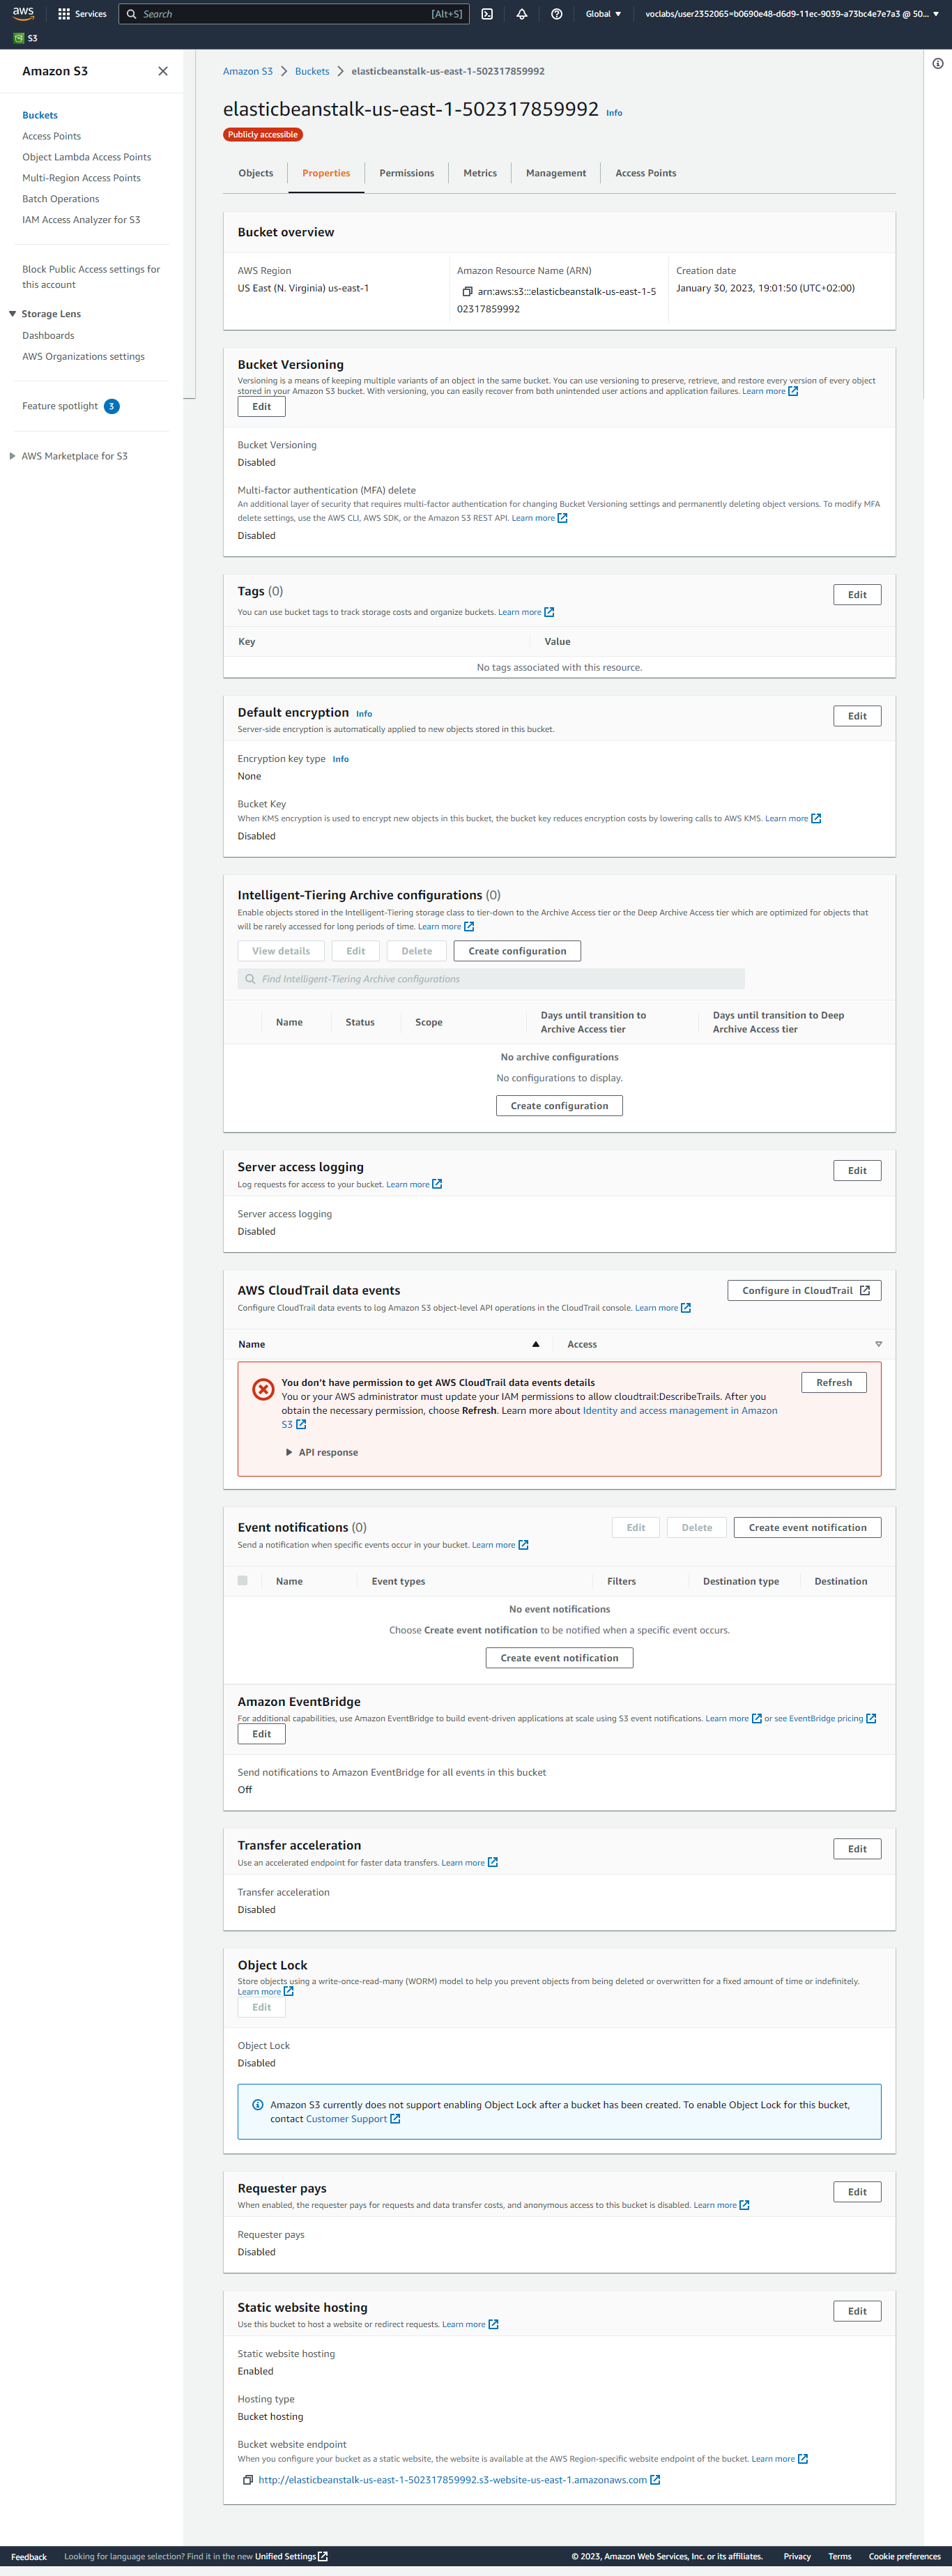 aws
Services
Search
[Alt+S]
Global
voclabs/user2352065=b0690e48-d6d9-11ec-9039-a73bc4e7e7a3 @ 50...
S3
Amazon S3
Buckets
Access Points
Object Lambda Access Points
Multi-Region Access Points
Batch Operations
IAM Access Analyzer for S3
Block Public Access settings for
this account
Storage Lens
Dashboards
AWS Organizations settings
Feature spotlight 3
AWS Marketplace for S3
Amazon S3 > Buckets > elasticbeanstalk-us-east-1-502317859992
elasticbeanstalk-us-east-1-502317859992 Info
Publicly accessible
Objects Properties Permissions Metrics Management Access Points
Bucket overview
AWS Region
US East (N. Virginia) us-east-1
Amazon Resource Name (ARN)
arn:aws:s3:::elasticbeanstalk-us-east-1-5
02317859992
Creation date
January 30, 2023, 19:01:50 (UTC+02:00)
Bucket Versioning
Versioning is a means of keeping multiple variants of an object in the same bucket. You can use versioning to preserve, retrieve, and restore every version of every object
stored in your Amazon S3 bucket. With versioning, you can easily recover from both unintended user actions and application failures. Learn more
Edit
Bucket Versioning
Disabled
Multi-factor authentication (MFA) delete
An additional layer of security that requires multi-factor authentication for changing Bucket Versioning settings and permanently deleting object versions. To modify MFA
delete settings, use the AWS CLI, AWS SDK, or the Amazon S3 REST API. Learn more
Disabled
Tags (0)
Edit
You can use bucket tags to track storage costs and organize buckets. Learn more
Key Value
No tags associated with this resource.
Default encryption Info
Edit
Server-side encryption is automatically applied to new objects stored in this bucket.
Encryption key type Info
None
Bucket Key
When KMS encryption is used to encrypt new objects in this bucket, the bucket key reduces encryption costs by lowering calls to AWS KMS. Learn more
Disabled
Intelligent-Tiering Archive configurations (0)
Enable objects stored in the Intelligent-Tiering storage class to tier-down to the Archive Access tier or the Deep Archive Access tier which are optimized for objects that
will be rarely accessed for long periods of time. Learn more
View details Edit Delete Create configuration
Find Intelligent-Tiering Archive configurations
Name Status Scope
Days until transition to
Archive Access tier
Days until transition to Deep
Archive Access tier
No archive configurations
No configurations to display.
Create configuration
Server access logging
Edit
Log requests for access to your bucket. Learn more
Server access logging
Disabled
AWS CloudTrail data events
Configure in CloudTrail
Configure CloudTrail data events to log Amazon S3 object-level API operations in the CloudTrail console. Learn more
Name Access
You don't have permission to get AWS CloudTrail data events details
Refresh
You or your AWS administrator must update your IAM permissions to allow cloudtrail:DescribeTrails. After you
obtain the necessary permission, choose Refresh. Learn more about Identity and access management in Amazon
S3
API response
Event notifications (0)
Edit Delete Create event notification
Send a notification when specific events occur in your bucket. Learn more
Name Event types Filters Destination type Destination
No event notifications
Choose Create event notification to be notified when a specific event occurs.
Create event notification
Amazon EventBridge
For additional capabilities, use Amazon EventBridge to build event-driven applications at scale using S3 event notifications. Learn more or see EventBridge pricing
Edit
Send notifications to Amazon EventBridge for all events in this bucket
Off
Transfer acceleration
Edit
Use an accelerated endpoint for faster data transfers. Learn more
Transfer acceleration
Disabled
Object Lock
Store objects using a write-once-read-many (WORM) model to help you prevent objects from being deleted or overwritten for a fixed amount of time or indefinitely.
Learn more
Edit
Object Lock
Disabled
Amazon S3 currently does not support enabling Object Lock after a bucket has been created. To enable Object Lock for this bucket,
contact Customer Support
Requester pays
Edit
When enabled, the requester pays for requests and data transfer costs, and anonymous access to this bucket is disabled. Learn more
Requester pays
Disabled
Static website hosting
Edit
Use this bucket to host a website or redirect requests. Learn more
Static website hosting
Enabled
Hosting type
Bucket hosting
Bucket website endpoint
When you configure your bucket as a static website, the website is available at the AWS Region-specific website endpoint of the bucket. Learn more
http://elasticbeanstalk-us-east-1-502317859992.s3-website-us-east-1.amazonaws.com
Feedback Looking for language selection? Find it in the new Unified Settings © 2023, Amazon Web Services, Inc. or its affiliates. Privacy Terms Cookie preferences